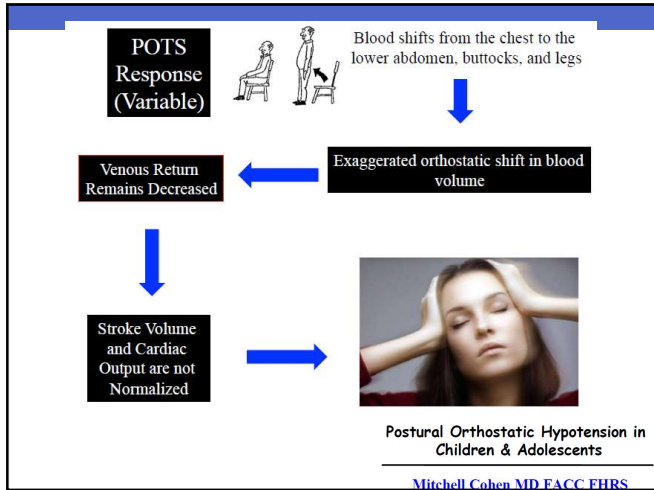 POTS
Response
(Variable)
Blood shifts from the chest to the
lower abdomen, buttocks, and legs
Exaggerated orthostatic shift in blood
volume
Venous Return
Remains Decreased
Stroke Volume
and Cardiac
Output are not
Normalized
Postural Orthostatic Hypotension in
Children & Adolescents
Mitchell Cohen MD FACC FHRS